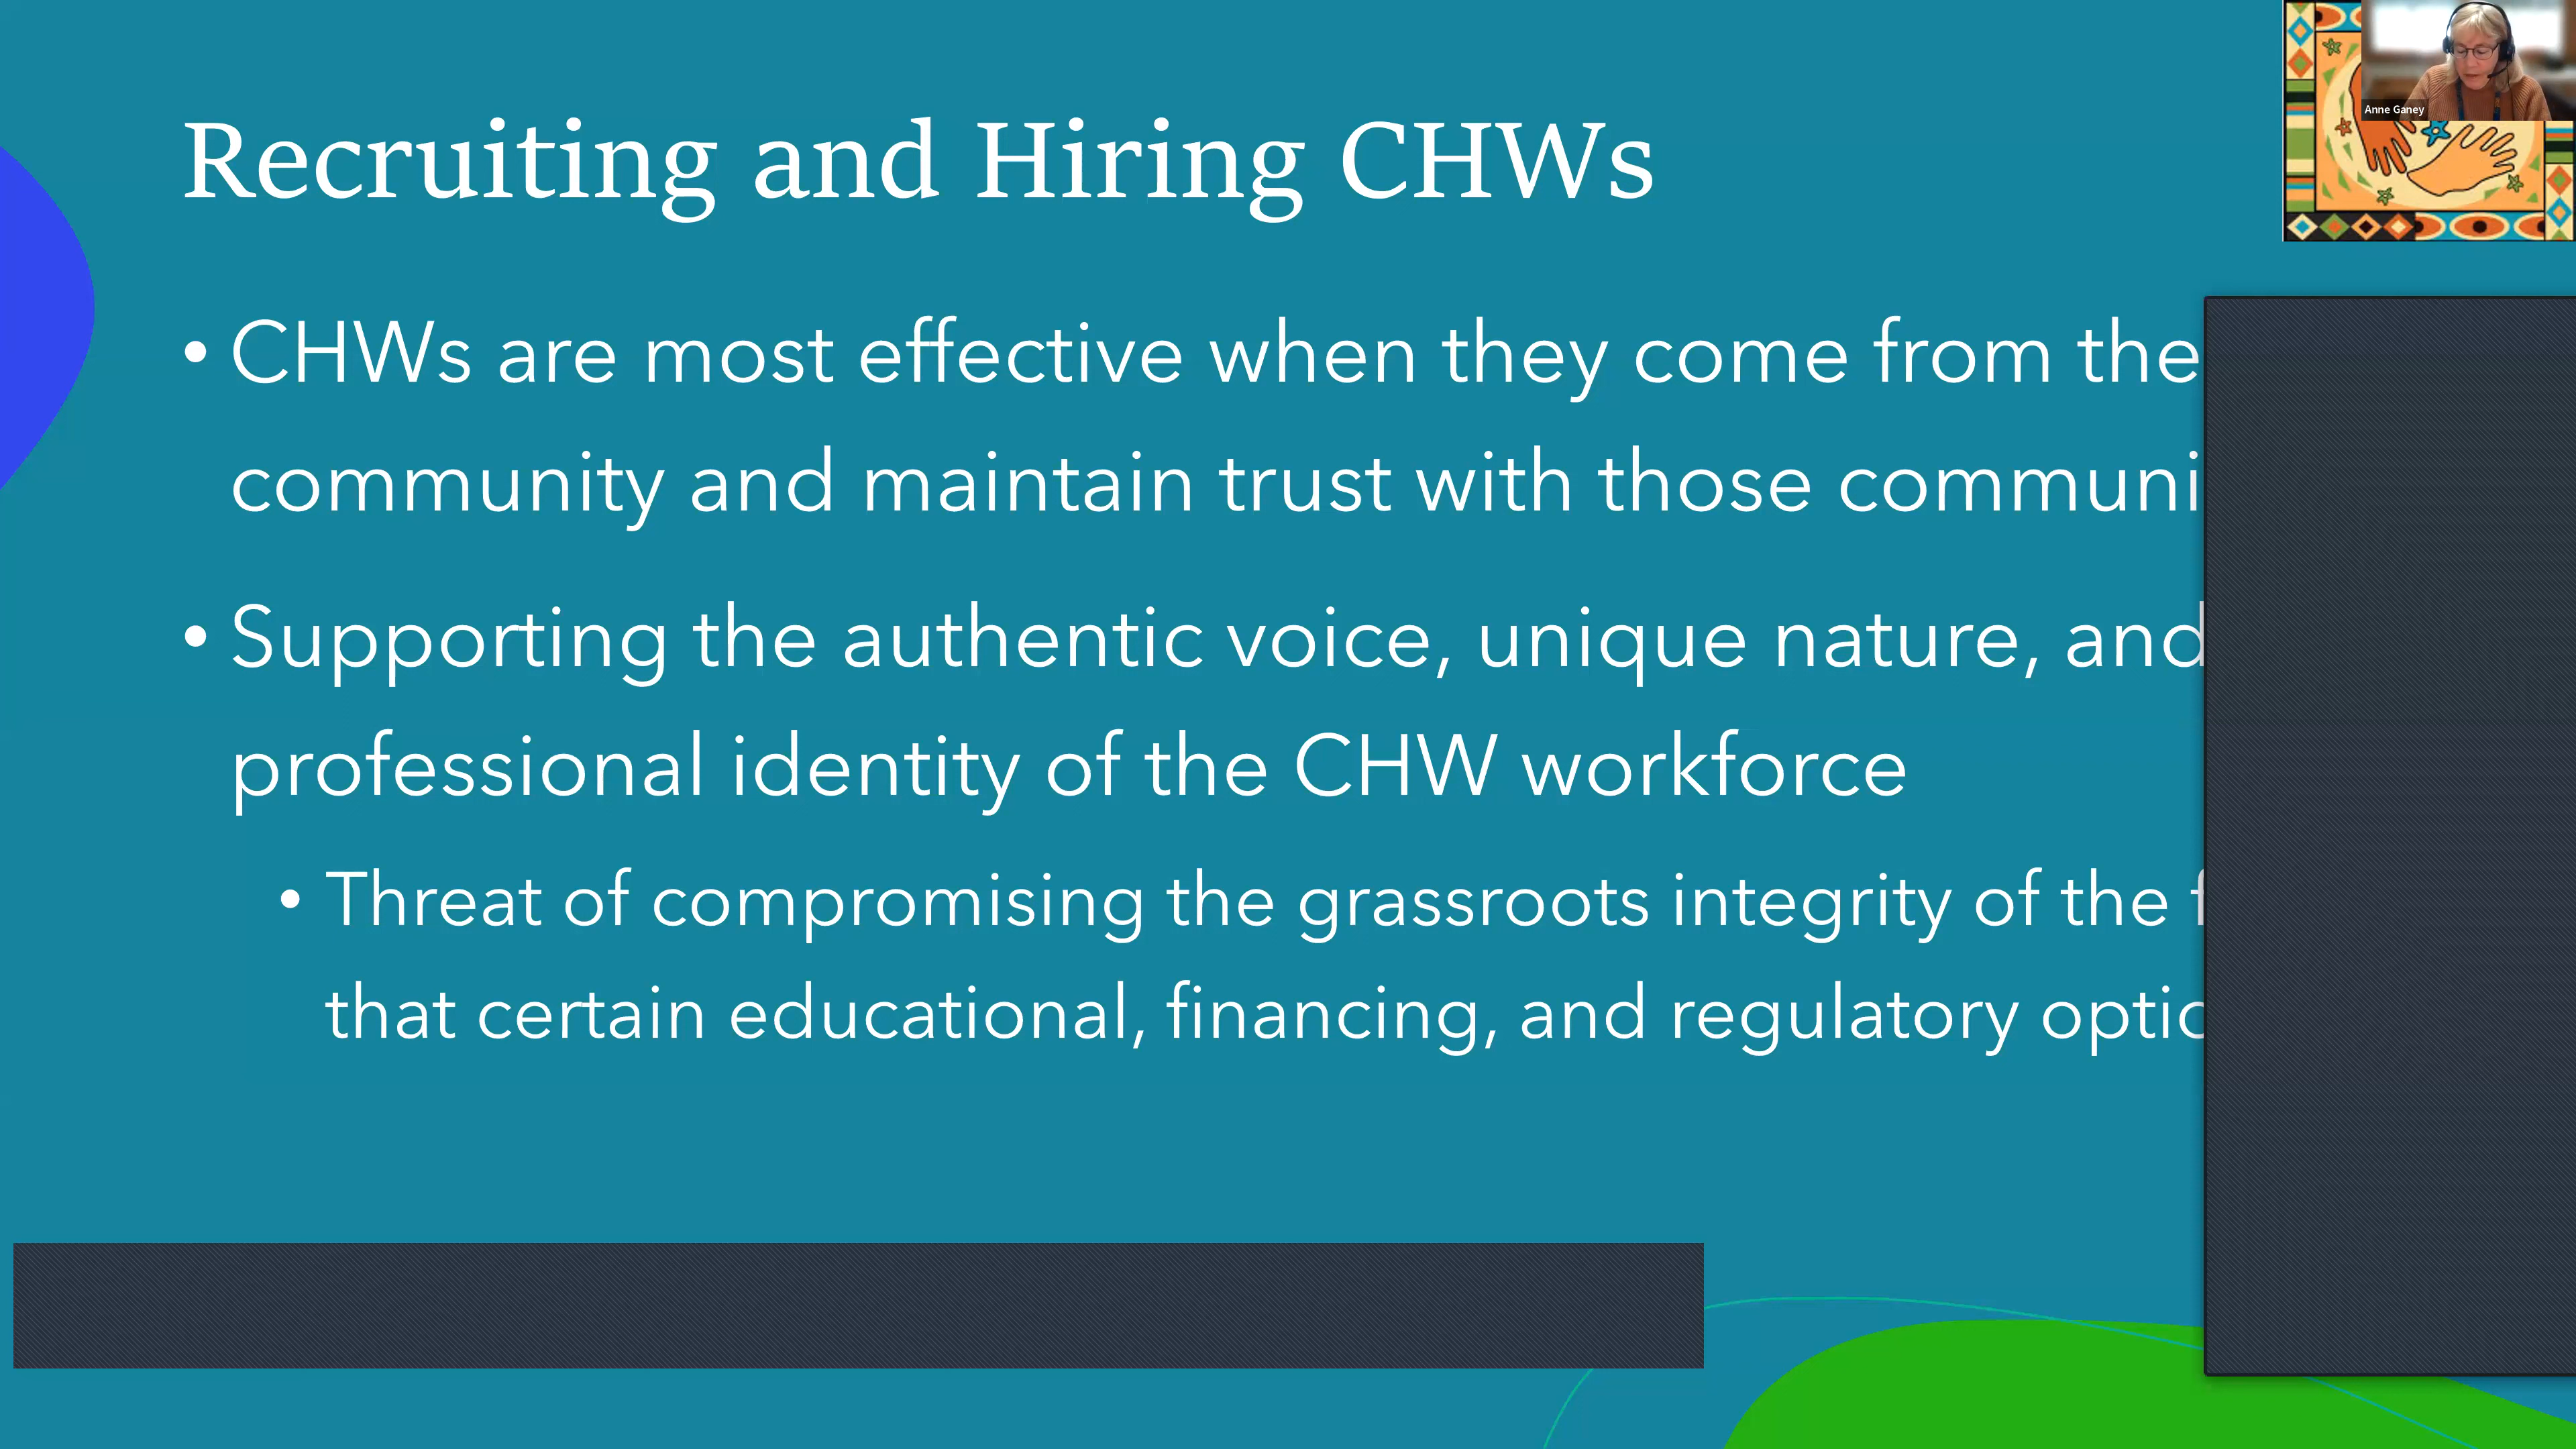 Recruiting and Hiring CHWs
Anne Ganey
• CHWs are most effective when they come from the
community and maintain trust with those communi
• Supporting the authentic voice, unique nature, and
professional identity of the CHW workforce
• Threat of compromising the grassroots integrity of the
that certain educational, financing, and regulatory optio